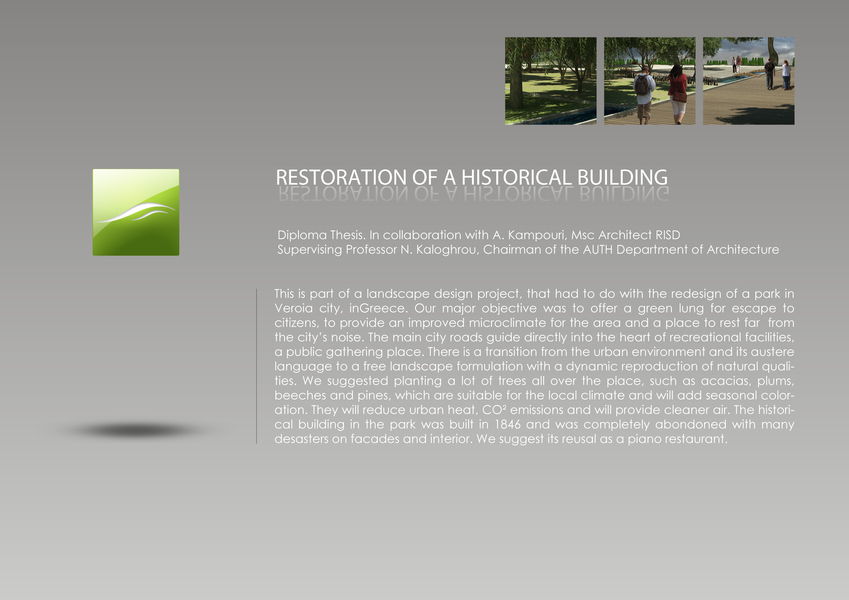 RESTORATION OF A HISTORICAL BUILDING
Diploma Thesis. In collaboration with A. Kampouri, Msc Architect RISD
Supervising Professor N. Kaloghrou, Chairman of the AUTH Department of Architecture
This is part of a landscape design project, that had to do with the redesign of a park in
Veroia city, inGreece. Our major objective was to offer a green lung for escape to
citizens, to provide an improved microclimate for the area and a place to rest far from
the city's noise. The main city roads guide directly into the heart of recreational facilities,
a public gathering place. There is a transition from the urban environment and its austere
language to a free landscape formulation with a dynamic reproduction of natural quali-
ties. We suggested planting a lot of trees all over the place, such as acacias, plums,
beeches and pines, which are suitable for the local climate and will add seasonal color-
ation. They will reduce urban heat, CO² emissions and will provide cleaner air. The histori-
cal building in the park was built in 1846 and was completely abondoned with many
desasters on facades and interior. We suggest its reusal as a piano restaurant.